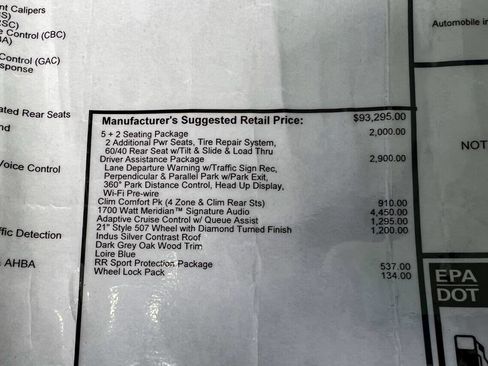 nt Calipers
S)
SC)
e Control (CBC)
BA)
Control (GAC)
sponse
ated Rear Seats
nd
Voice Control
ffic Detection
& AHBA
Manufacturer's Suggested Retail Price: $93,295.00
5 + 2 Seating Package 2,000.00
2 Additional Pwr Seats, Tire Repair System,
60/40 Rear Seat w/Tilt & Slide & Load Thru
Driver Assistance Package 2,900.00
Lane Departure Warning w/Traffic Sign Rec,
Perpendicular & Parallel Park w/Park Exit,
360° Park Distance Control, Head Up Display,
Wi-Fi Pre-wire
Clim Comfort Pk (4 Zone & Clim Rear Sts) 910.00
1700 Watt Meridian™ Signature Audio 4,450.00
Adaptive Cruise Control w/ Queue Assist 1,295.00
21" Style 507 Wheel with Diamond Turned Finish 1,200.00
Indus Silver Contrast Roof
Dark Grey Oak Wood Trim
Loire Blue
RR Sport Protection Package 537.00
Wheel Lock Pack 134.00
Automobile in
NOT
EPA
DOT